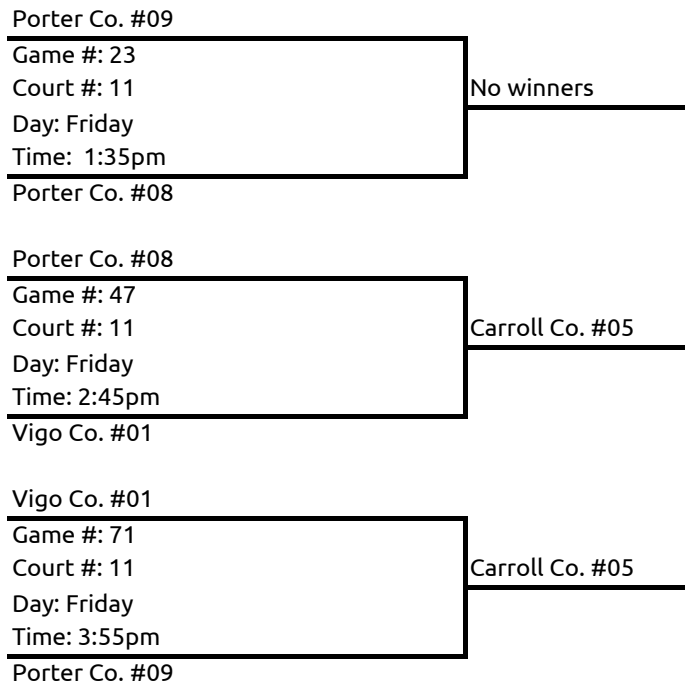 Porter Co. #09
Game #: 23
Court #: 11
No winners
Day: Friday
Time:  1:35pm
Porter Co. #08
Porter Co. #08
Game #: 47
Court #: 11
Carroll Co. #05
Day: Friday
Time: 2:45pm
Vigo Co. #01
Vigo Co. #01
Game #: 71
Court #: 11
Carroll Co. #05
Day: Friday
Time: 3:55pm
Porter Co. #09